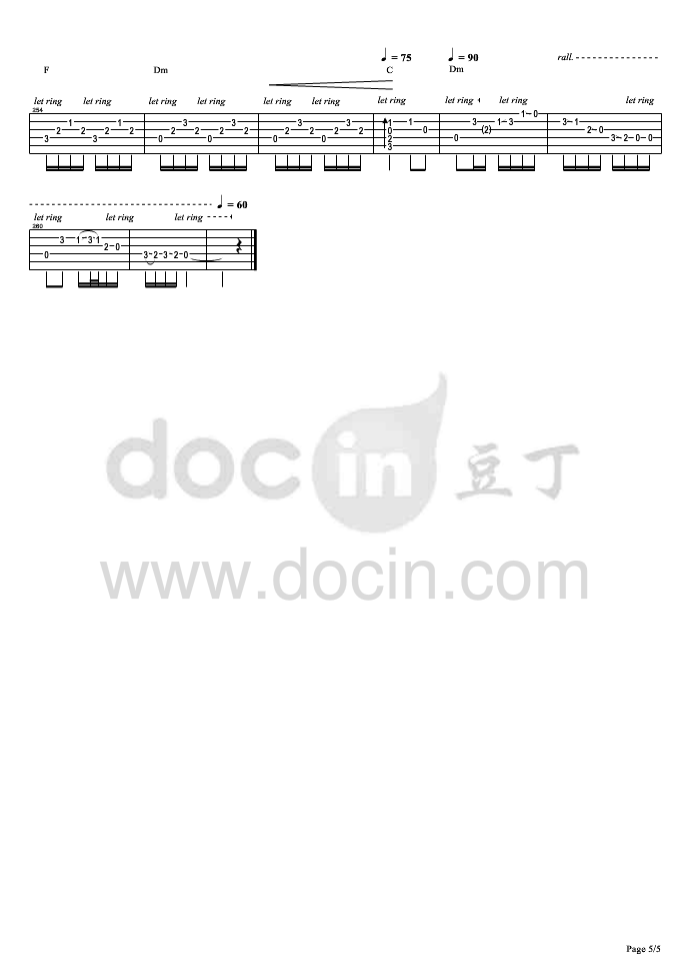 ♩ = 75 ♩ = 90 rall.
F Dm C Dm
let ring let ring let ring let ring let ring let ring let ring let ring let ring let ring
254
1 1 3 3 3 3 1 1 3 1 3 1 0 3 1
2 2 2 2 2 2 2 2 2 2 2 2 0 0 (2) 2 0
3 3 0 0 0 0 2 0 3 2 0 0
3
♩ = 60
let ring let ring let ring
260
3 1 3 1
2 0
0 3 2 3 2 0
docin 豆丁
www.docin.com
Page 5/5